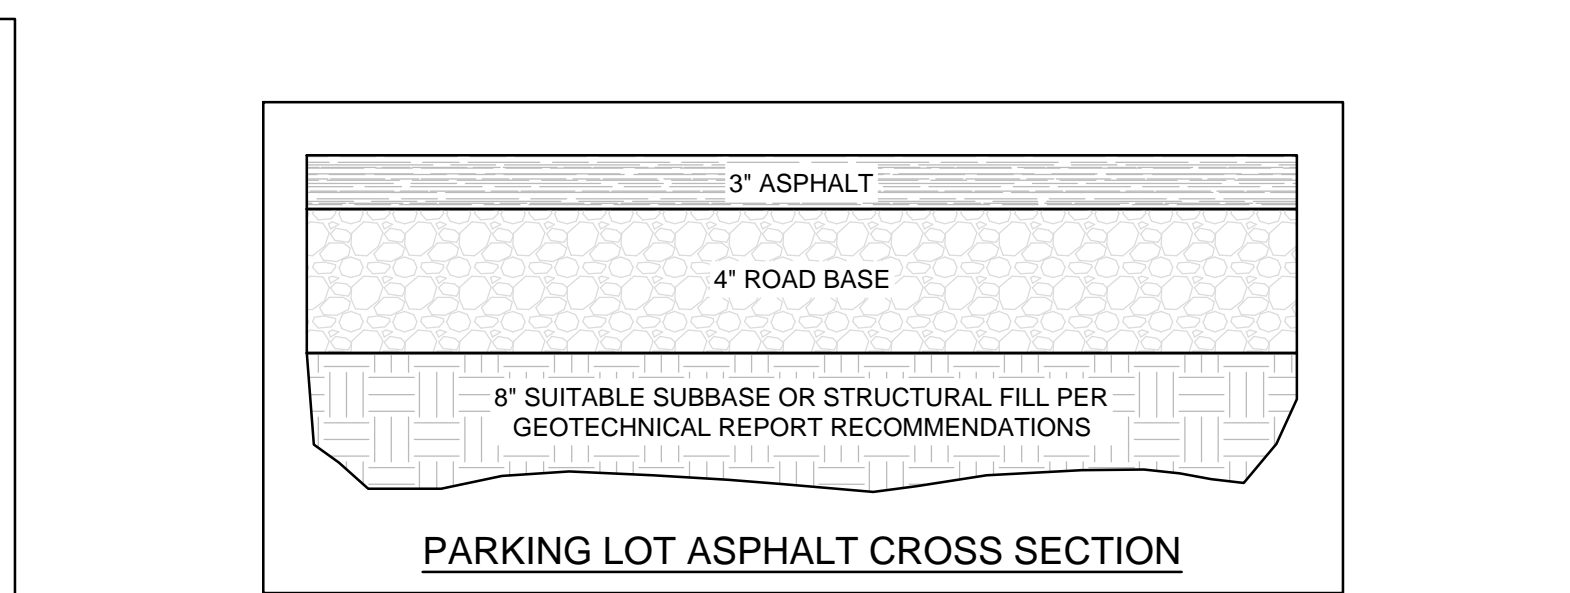 3" ASPHALT
4" ROAD BASE
8" SUITABLE SUBBASE OR STRUCTURAL FILL PER
GEOTECHNICAL REPORT RECOMMENDATIONS
PARKING LOT ASPHALT CROSS SECTION